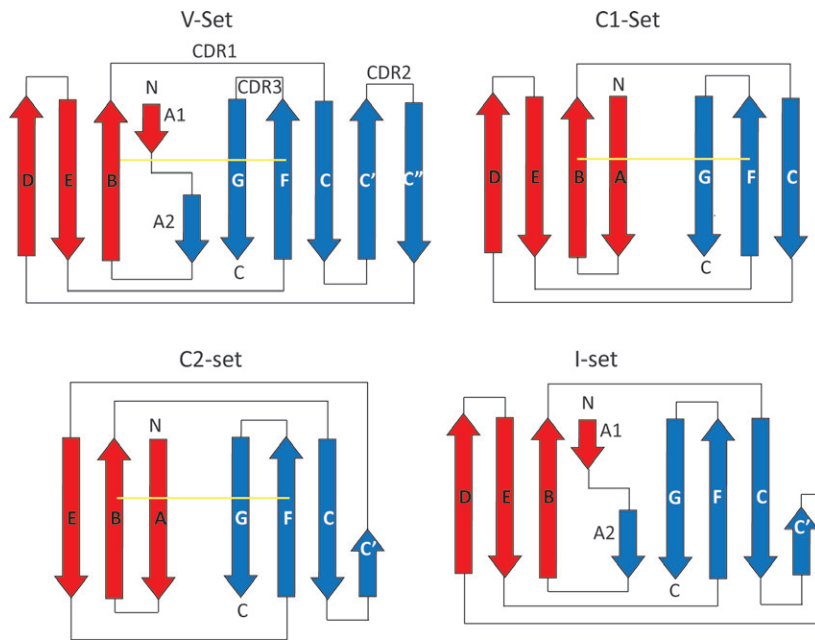 V-Set
CDR1
N
A1
CDR3
CDR2
D
E
B
G
F
C
C'
C"
A2
C
C1-Set
D
E
B
A
G
F
C
C
C2-set
N
E
B
A
G
F
C
C'
C
I-set
N
A1
D
E
B
G
F
C
C'
A2
C
N